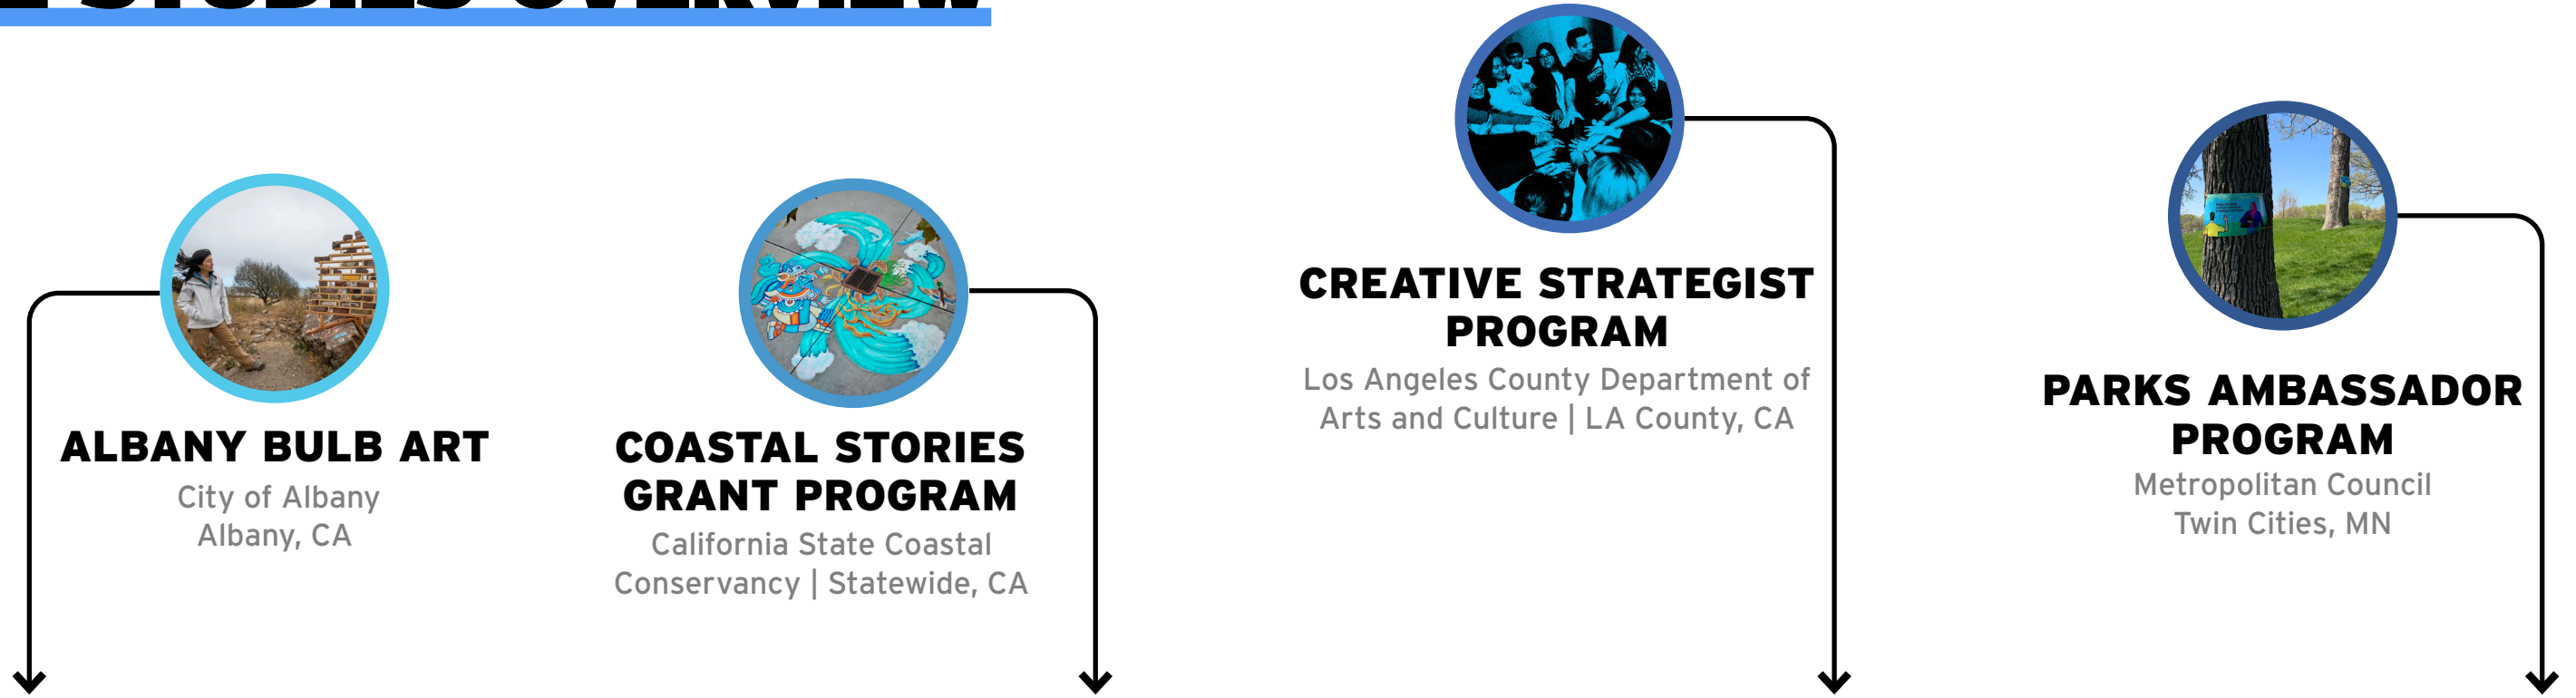 STUDIES OVERVIEW
ALBANY BULB ART
City of Albany
Albany, CA
COASTAL STORIES
GRANT PROGRAM
California State Coastal
Conservancy | Statewide, CA
CREATIVE STRATEGIST
PROGRAM
Los Angeles County Department of
Arts and Culture | LA County, CA
PARKS AMBASSADOR
PROGRAM
Metropolitan Council
Twin Cities, MN